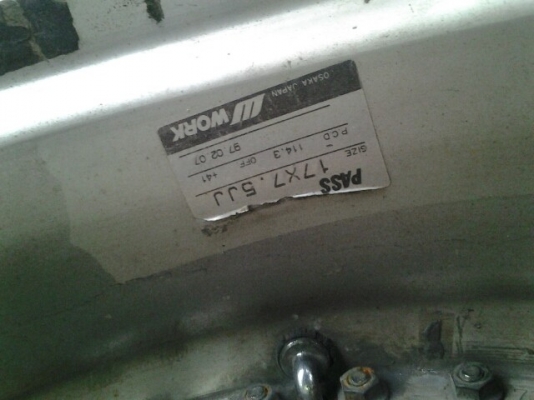 PASS
SIZE 17X7.5JJ
P.C.D - 114.3 OFF +41
97 02 07
WORK
OSAKA JAPAN